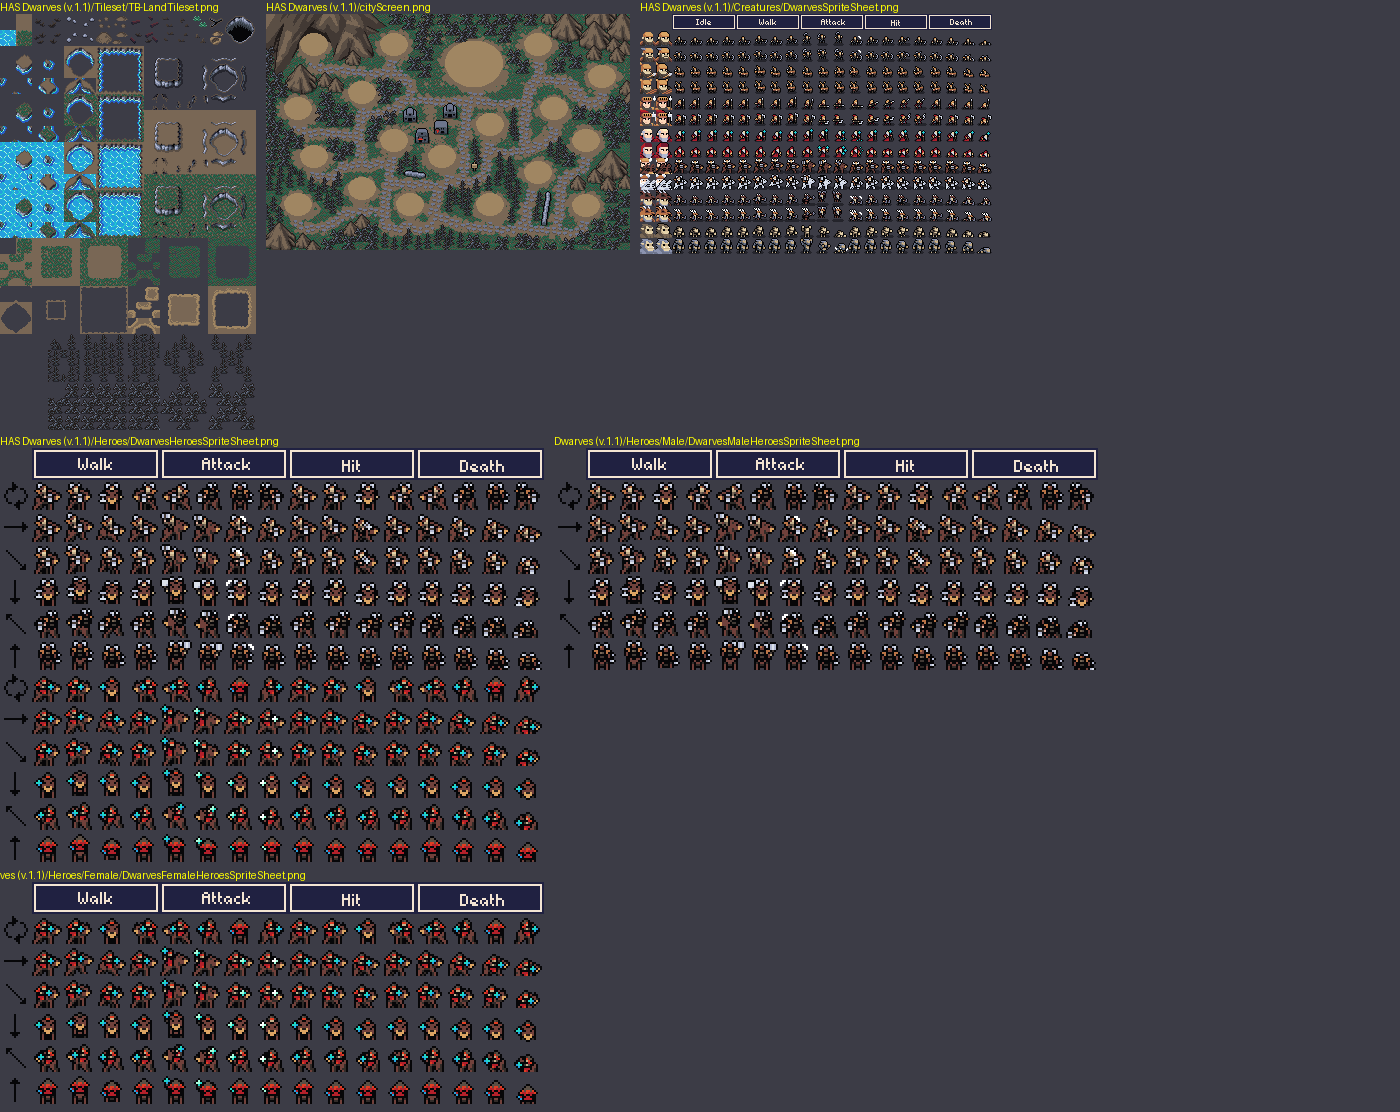 HAS Dwarves (v.1.1)/Tileset/TB-LandTileset.png
HAS Dwarves (v.1.1)/cityScreen.png
HAS Dwarves (v.1.1)/Creatures/DwarvesSpriteSheet.png
Idle Walk Attack Hit Death
HAS Dwarves (v.1.1)/Heroes/DwarvesHeroesSpriteSheet.png
Dwarves (v.1.1)/Heroes/Male/DwarvesMaleHeroesSpriteSheet.png
Walk Attack Hit Death
Walk Attack Hit Death
ves (v.1.1)/Heroes/Female/DwarvesFemaleHeroesSpriteSheet.png
Walk Attack Hit Death